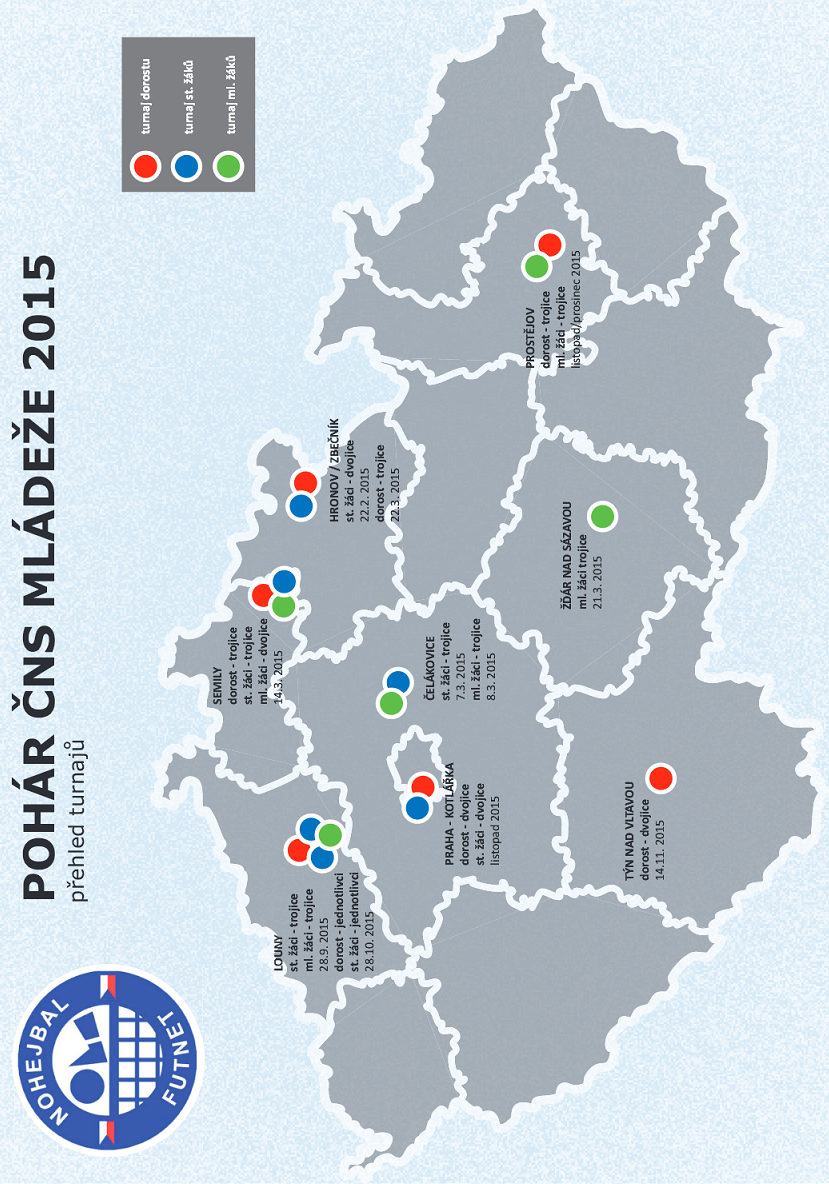 POHÁR ČNS MLÁDEŽE 2015
přehled turnajů
NOHEJBAL
FUTNET
turnaj dorostu
turnaj st. žáků
turnaj ml. žáků
LOUNY
st. žáci - trojice
ml. žáci - trojice
28.9. 2015
dorost - jednotlivci
st. žáci - jednotlivci
28.10. 2015
SEMILY
dorost - trojice
st. žáci - trojice
ml. žáci - dvojice
14.3. 2015
HRONOV / ZBEČNÍK
st. žáci - dvojice
22.2. 2015
dorost - trojice
22.3. 2015
PRAHA - KOTLÁŘKA
dorost - dvojice
st. žáci - dvojice
listopad 2015
ČELÁKOVICE
st. žáci - trojice
7.3. 2015
ml. žáci - trojice
8.3. 2015
PROSTĚJOV
dorost - trojice
ml. žáci - trojice
listopad/prosinec 2015
ŽĎÁR NAD SÁZAVOU
ml. žáci trojice
21.3. 2015
TÝN NAD VLTAVOU
dorost - dvojice
14.11. 2015